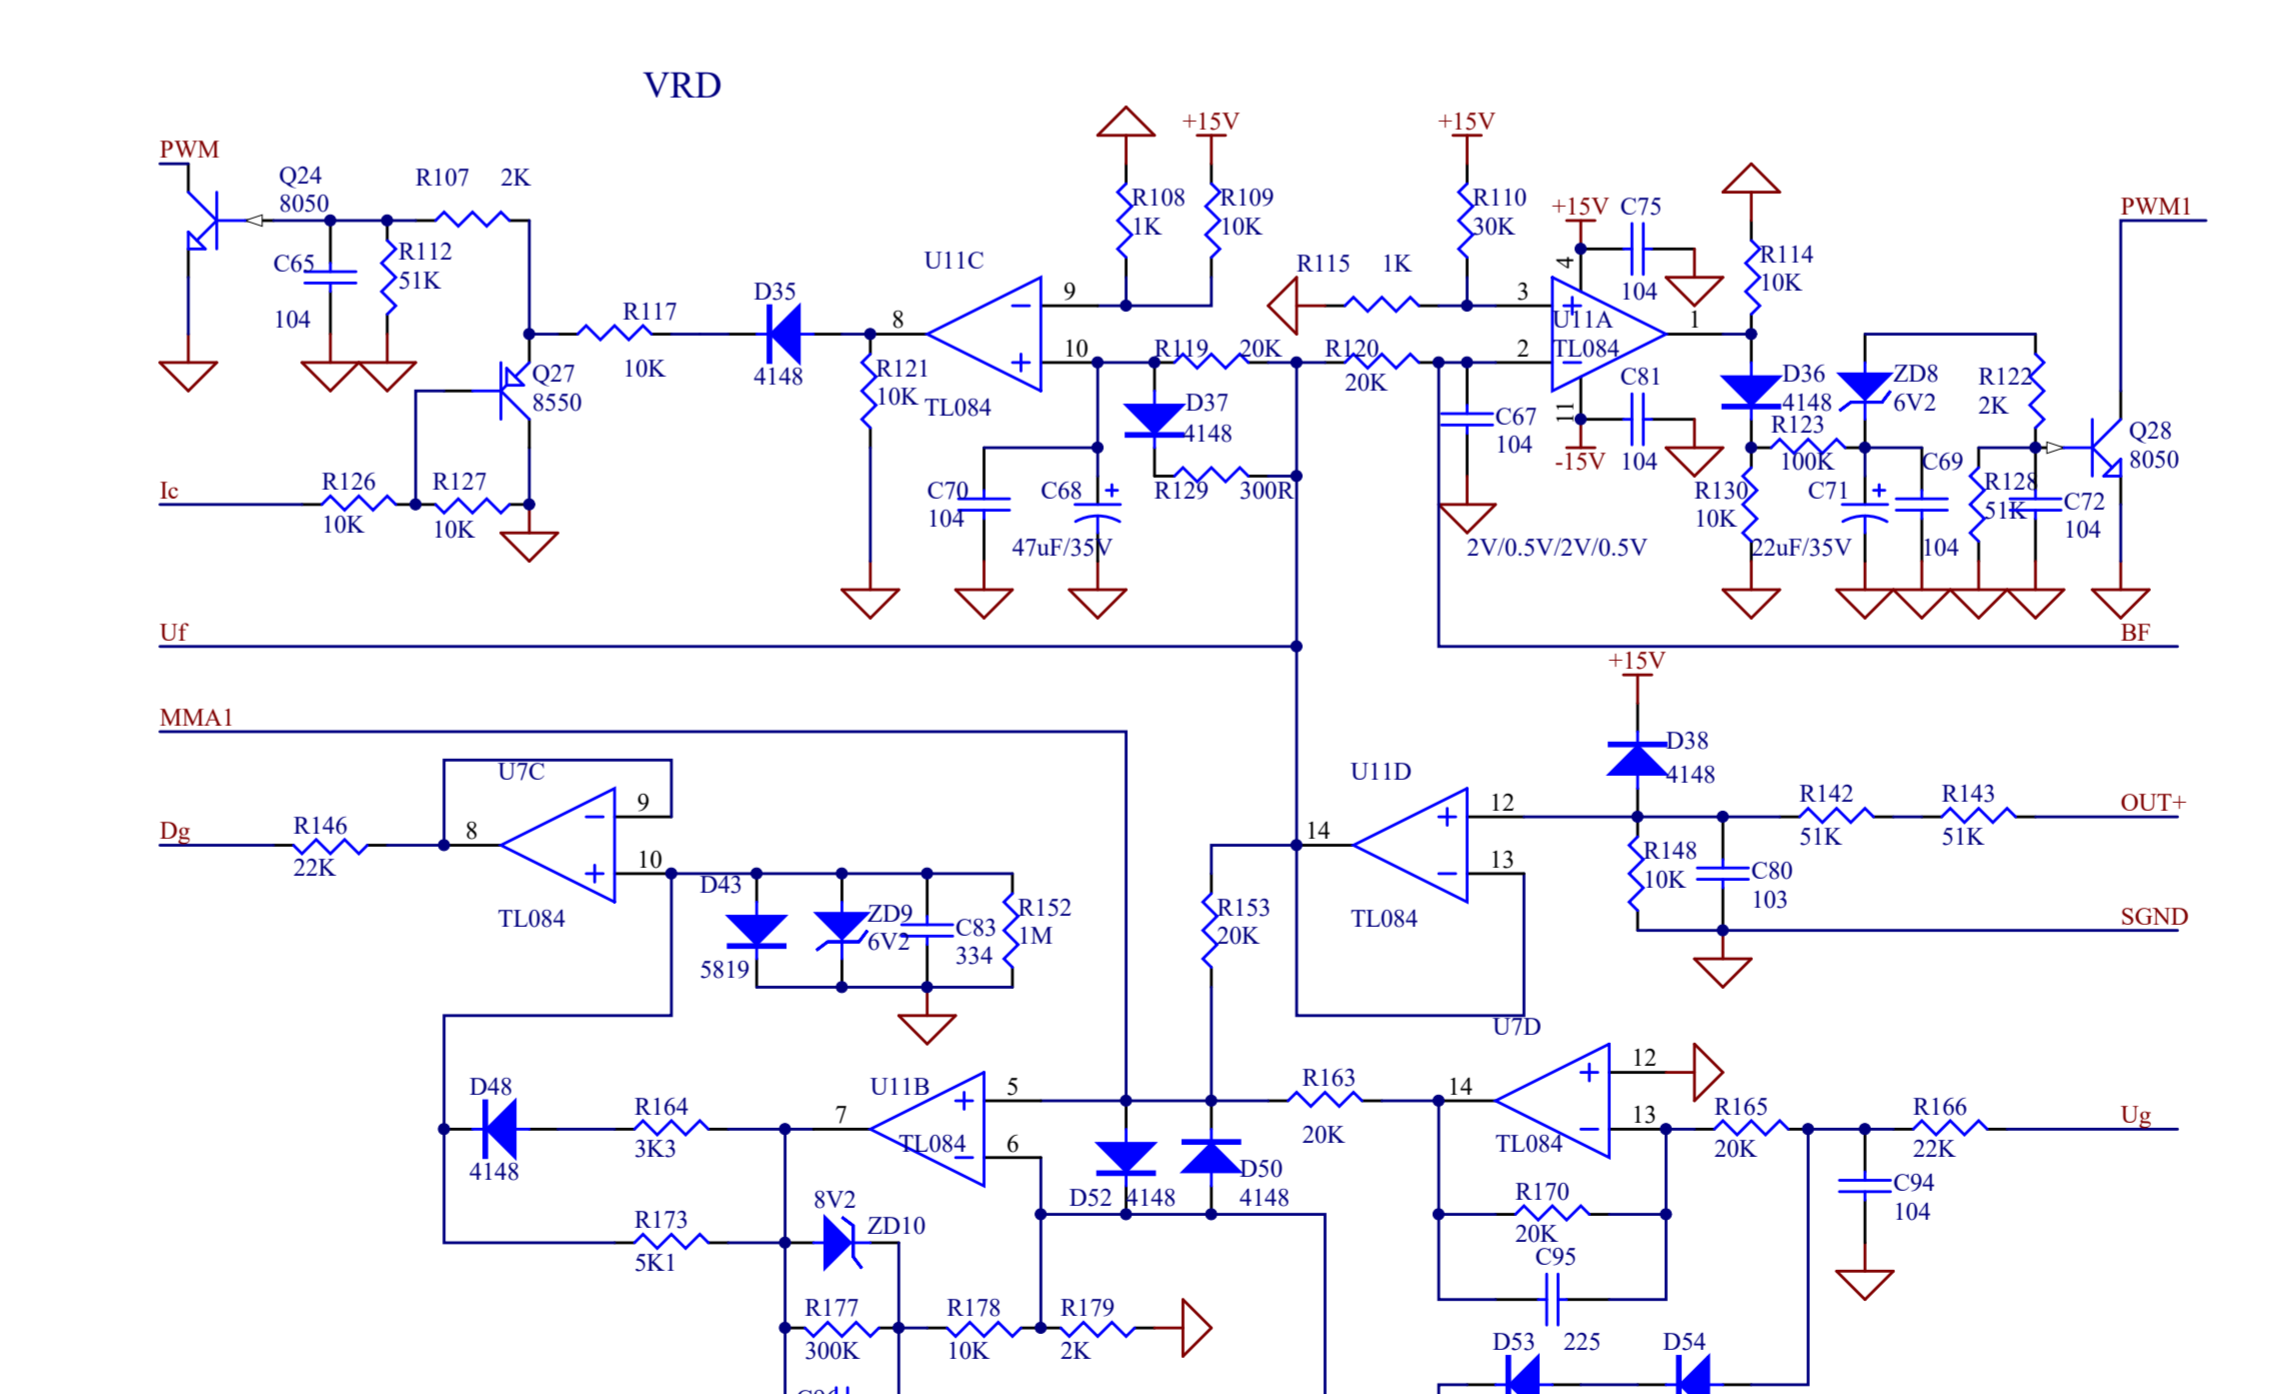 VRD
PWM
Q24
8050
R107 2K
C65
104
R112
51K
R117
10K
Q27
8550
Ic
R126
10K
R127
10K
D35
4148
U11C
8
9
10
TL084
R121
10K
R108
1K
+15V
R109
10K
R119 20K
D37
4148
R129 300R
C70
104
C68 +
47uF/35V
R115 1K
+15V
R110
30K
R120
20K
3
2
C67
104
2V/0.5V/2V/0.5V
+15V
C75
104
4
U11A
TL084
1
11
C81
-15V 104
R114
10K
D36
4148
R123
100K
R130
10K
ZD8
6V2
C71 +
22uF/35V
C69
104
R122
2K
R128
51K
C72
104
PWM1
Q28
8050
Uf
BF
MMA1
U7C
9
8
10
TL084
Dg
R146
22K
D43
5819
ZD9
6V2
C83
334
R152
1M
R153
20K
U11D
14
12
13
TL084
+15V
D38
4148
R148
10K
C80
103
R142
51K
R143
51K
OUT+
SGND
U7D
12
14
13
TL084
R165
20K
R166
22K
Ug
C94
104
R170
20K
C95
225
D53
D54
R163
20K
U11B
5
7
6
TL084
D52 4148
D50
4148
D48
4148
R164
3K3
R173
5K1
8V2
ZD10
R177
300K
R178
10K
R179
2K